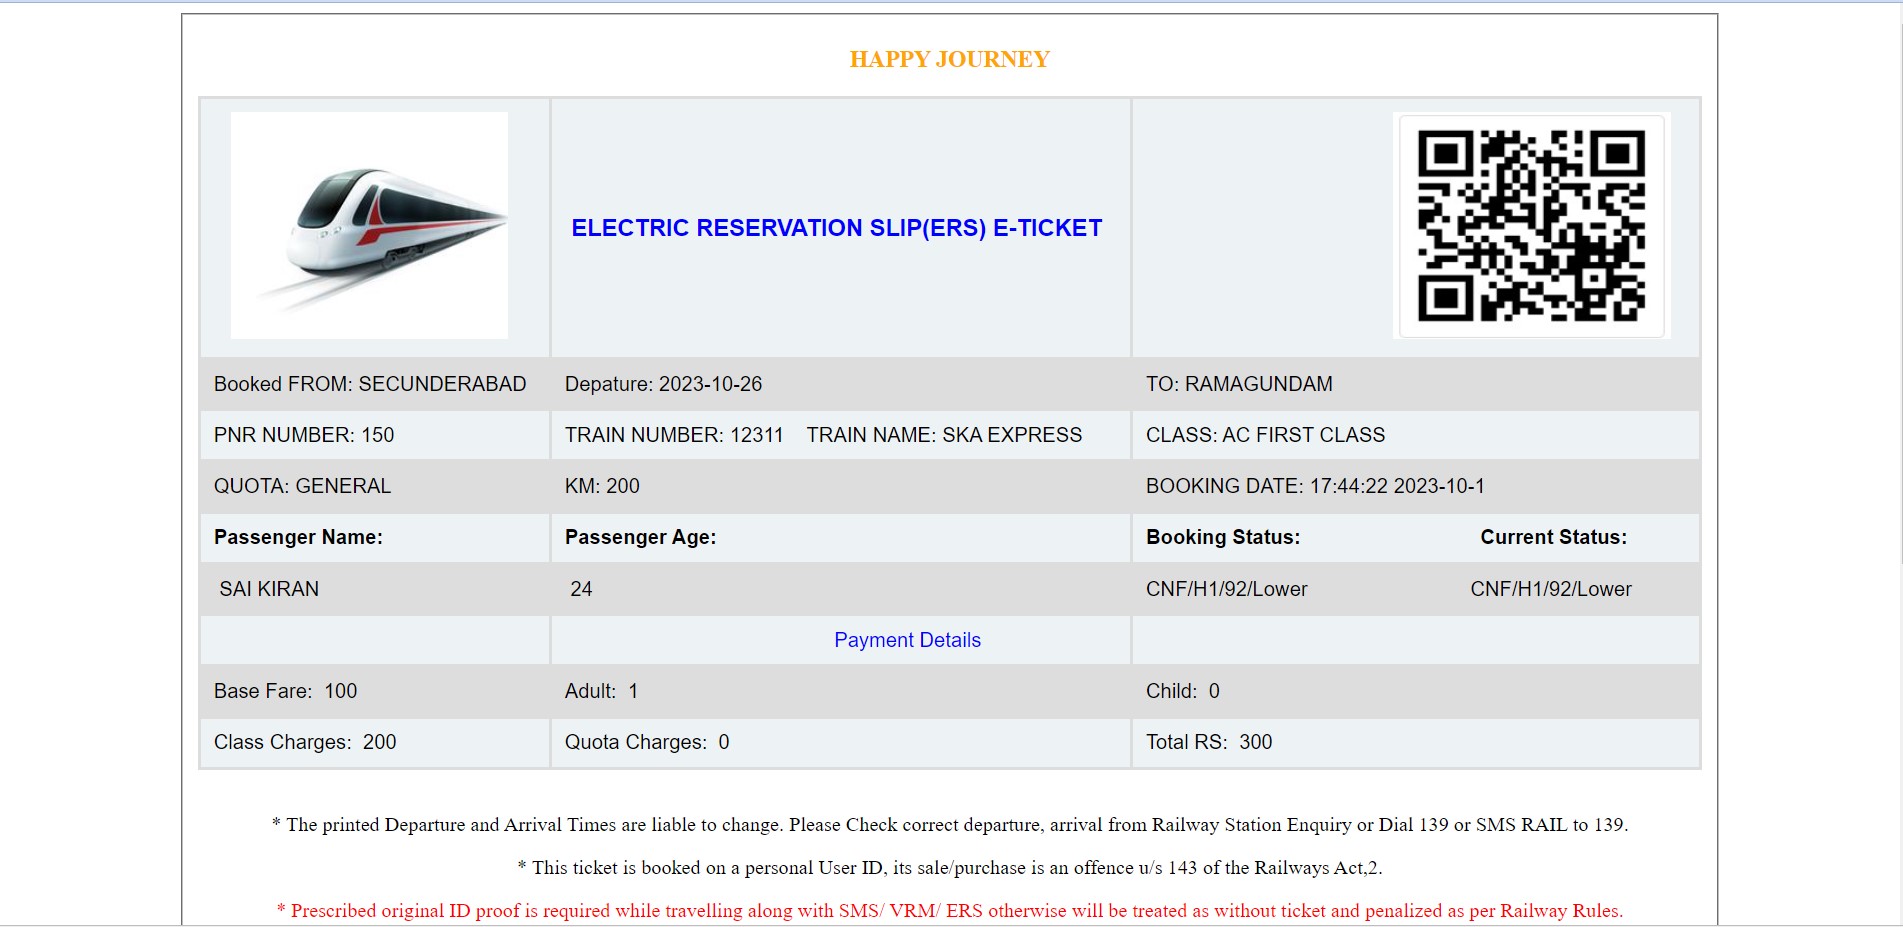 HAPPY JOURNEY
ELECTRIC RESERVATION SLIP(ERS) E-TICKET
Booked FROM: SECUNDERABAD Depature: 2023-10-26 TO: RAMAGUNDAM
PNR NUMBER: 150 TRAIN NUMBER: 12311 TRAIN NAME: SKA EXPRESS CLASS: AC FIRST CLASS
QUOTA: GENERAL KM: 200 BOOKING DATE: 17:44:22 2023-10-1
Passenger Name: Passenger Age: Booking Status: Current Status:
SAI KIRAN 24 CNF/H1/92/Lower CNF/H1/92/Lower
Payment Details
Base Fare: 100 Adult: 1 Child: 0
Class Charges: 200 Quota Charges: 0 Total RS: 300
* The printed Departure and Arrival Times are liable to change. Please Check correct departure, arrival from Railway Station Enquiry or Dial 139 or SMS RAIL to 139.
* This ticket is booked on a personal User ID, its sale/purchase is an offence u/s 143 of the Railways Act,2.
* Prescribed original ID proof is required while travelling along with SMS/ VRM/ ERS otherwise will be treated as without ticket and penalized as per Railway Rules.